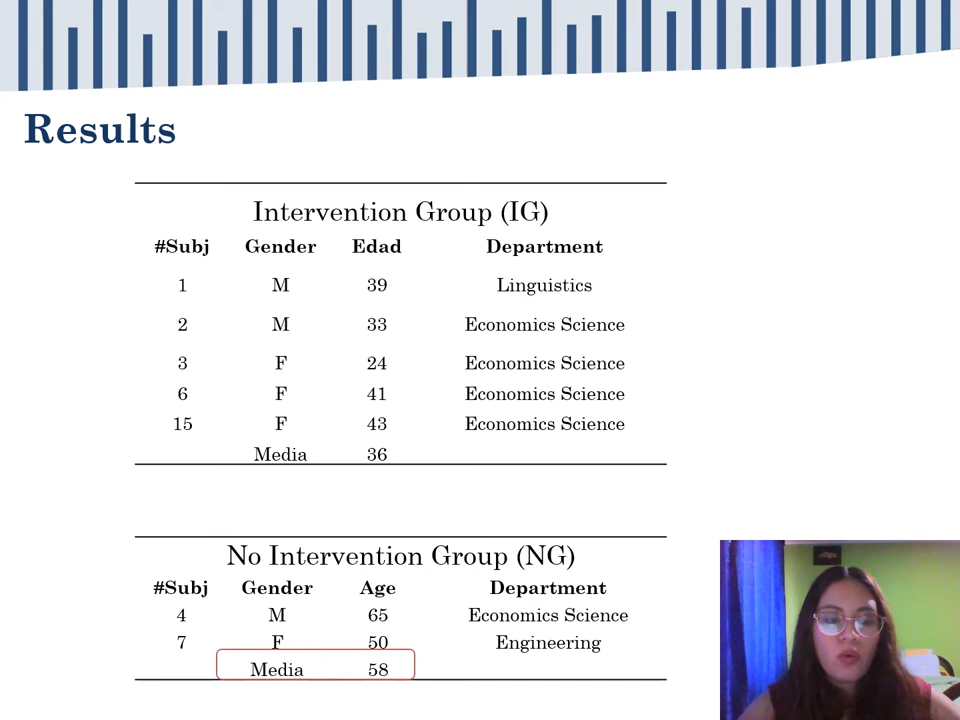 Results
Intervention Group (IG)
#Subj Gender Edad Department
1 M 39 Linguistics
2 M 33 Economics Science
3 F 24 Economics Science
6 F 41 Economics Science
15 F 43 Economics Science
Media 36
No Intervention Group (NG)
#Subj Gender Age Department
4 M 65 Economics Science
7 F 50 Engineering
Media 58